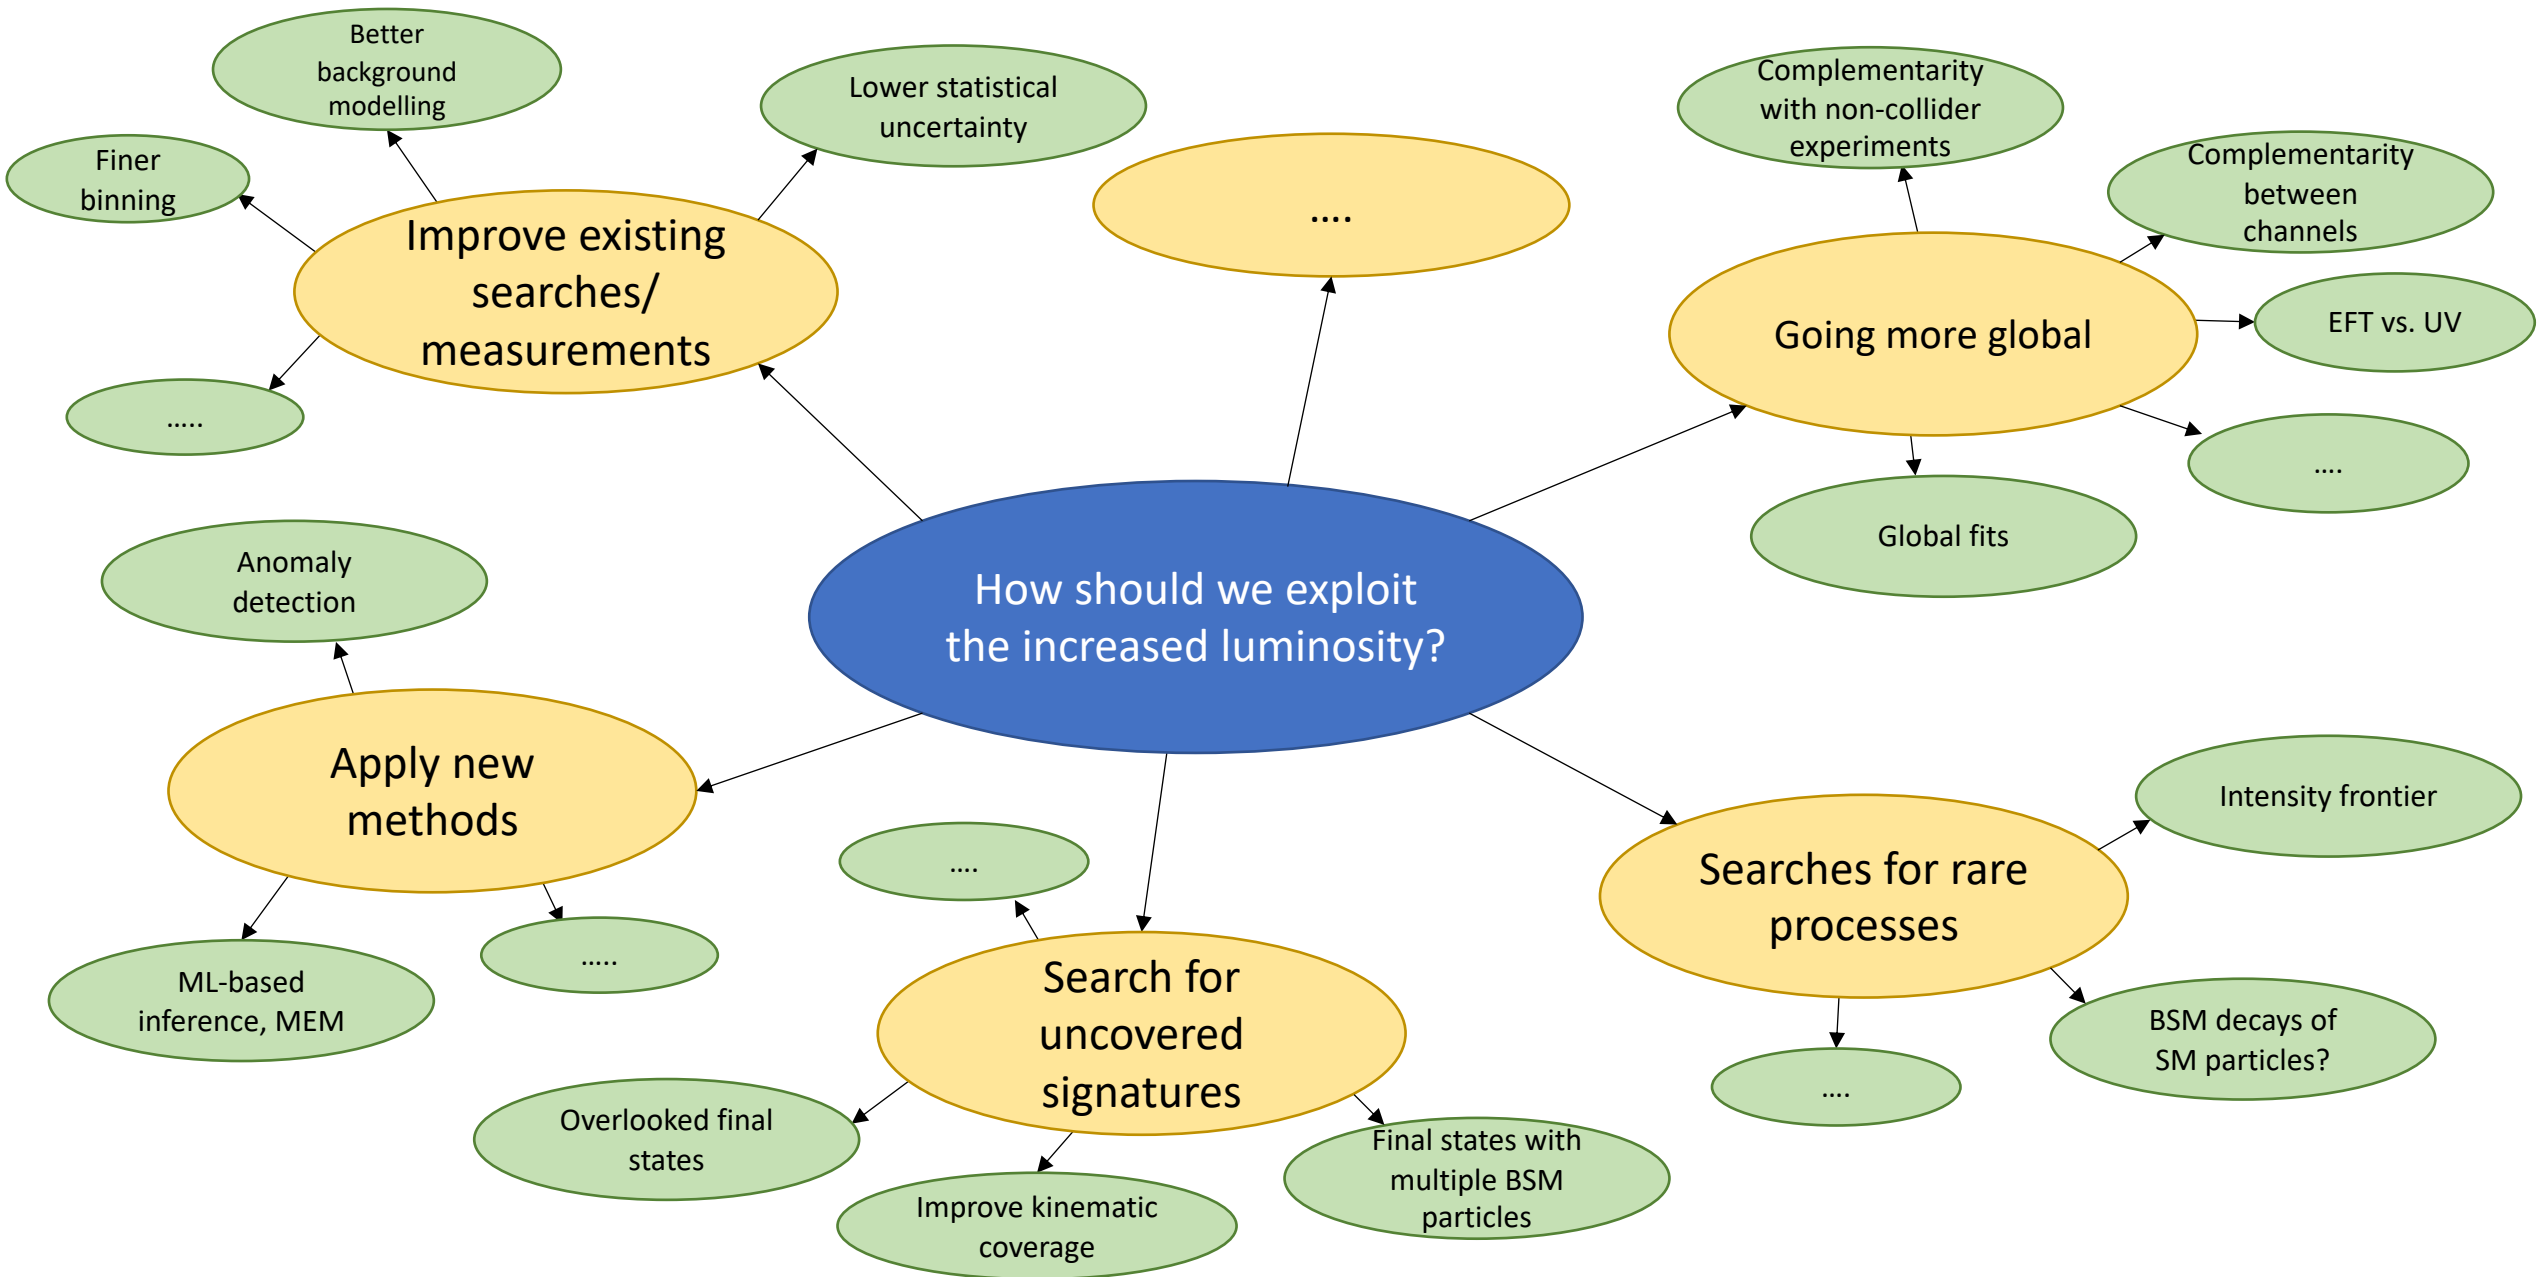 Better
background
modelling
Lower statistical
uncertainty
Finer
binning
Improve existing
searches/
measurements
.....
....
Complementarity
with non-collider
experiments
Complementarity
between
channels
Going more global
EFT vs. UV
....
Global fits
How should we exploit
the increased luminosity?
Anomaly
detection
Apply new
methods
ML-based
inference, MEM
.....
....
Search for
uncovered
signatures
Overlooked final
states
Improve kinematic
coverage
Final states with
multiple BSM
particles
Searches for rare
processes
Intensity frontier
BSM decays of
SM particles?
....